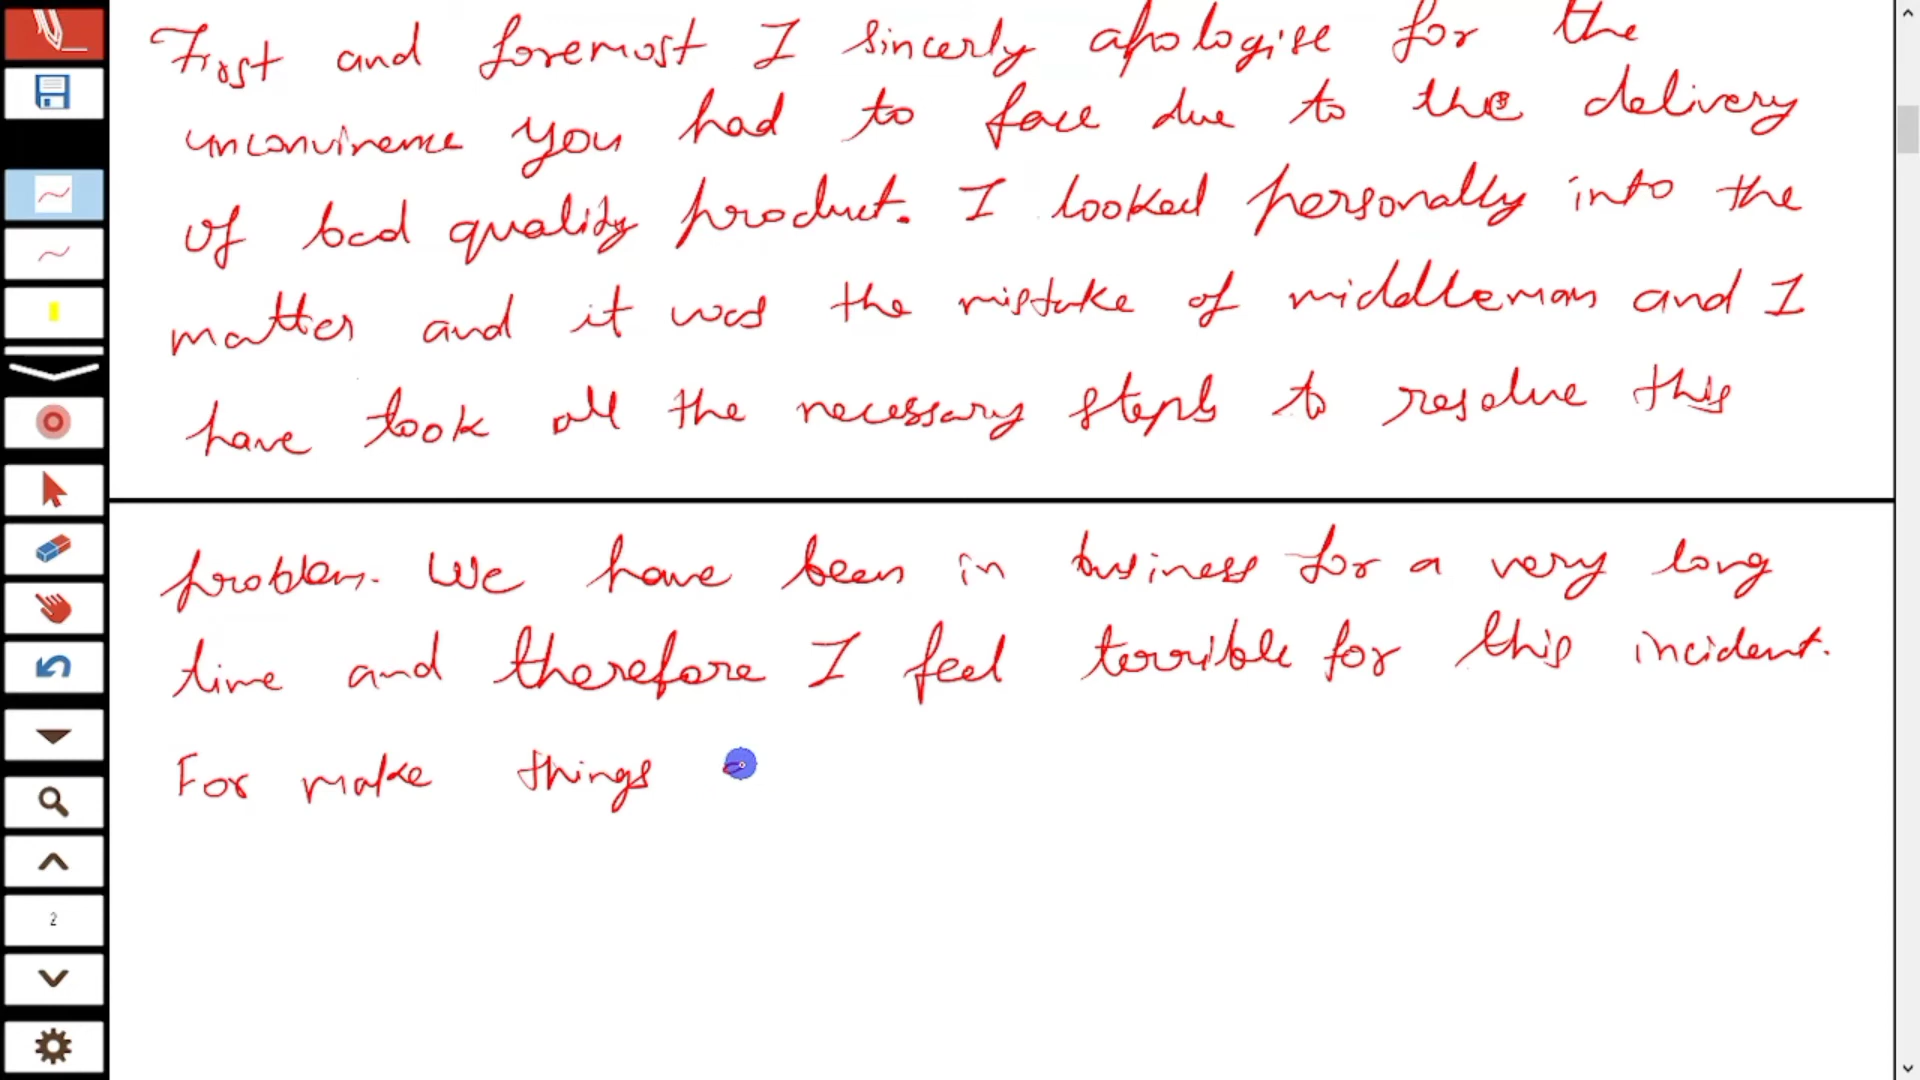 First and foremost I sincerly apologise for the
unconvinence you had to face due to the delivery
of bad quality product. I looked personally into the
matter and it was the mistake of middleman and I
have took all the necessary steps to resolve this
problem. We have been in business for a very long
time and therefore I feel terrible for this incident.
For make things
2